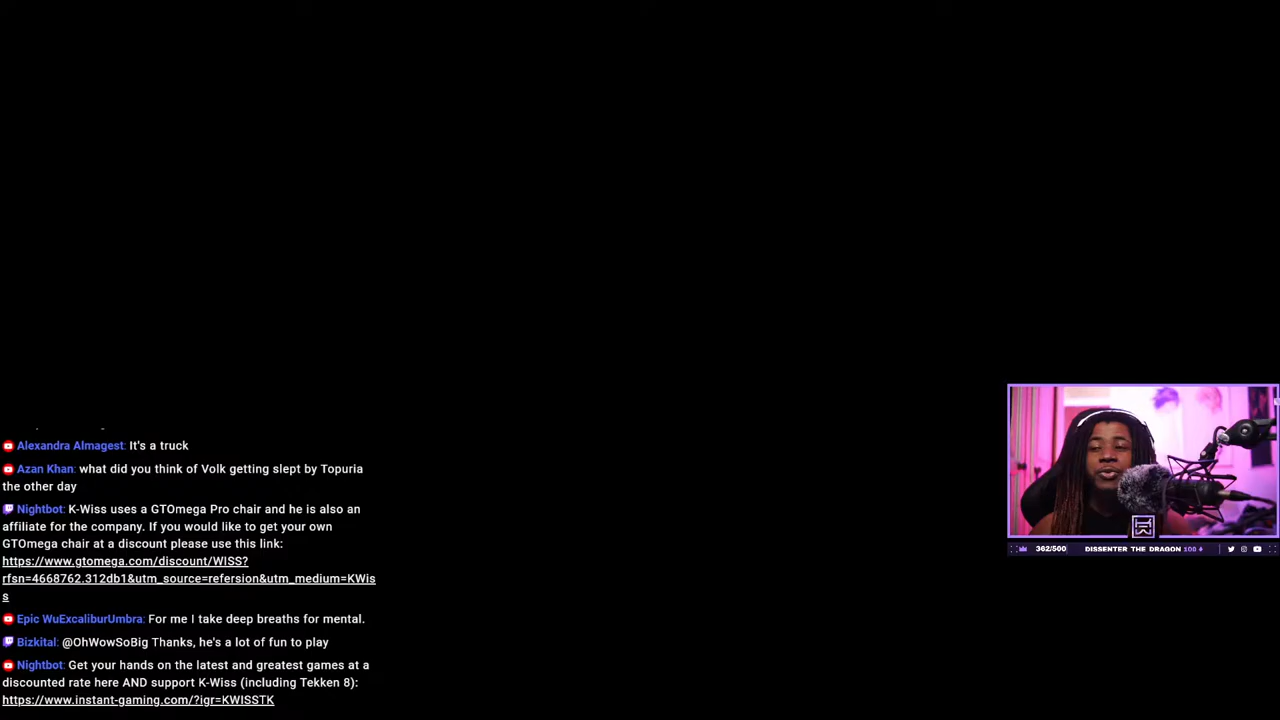 Alexandra Almagest: It's a truck
Azan Khan: what did you think of Volk getting slept by Topuria
the other day
Nightbot: K-Wiss uses a GTOmega Pro chair and he is also an
affiliate for the company. If you would like to get your own
GTOmega chair at a discount please use this link:
https://www.gtomega.com/discount/WISS?
rfsn=4668762.312db1&utm_source=refersion&utm_medium=KWis
s
Epic WuExcaliburUmbra: For me I take deep breaths for mental.
Bizkital: @OhWowSoBig Thanks, he's a lot of fun to play
Nightbot: Get your hands on the latest and greatest games at a
discounted rate here AND support K-Wiss (including Tekken 8):
https://www.instant-gaming.com/?igr=KWISSTK
362/500 DISSENTER THE DRAGON 100